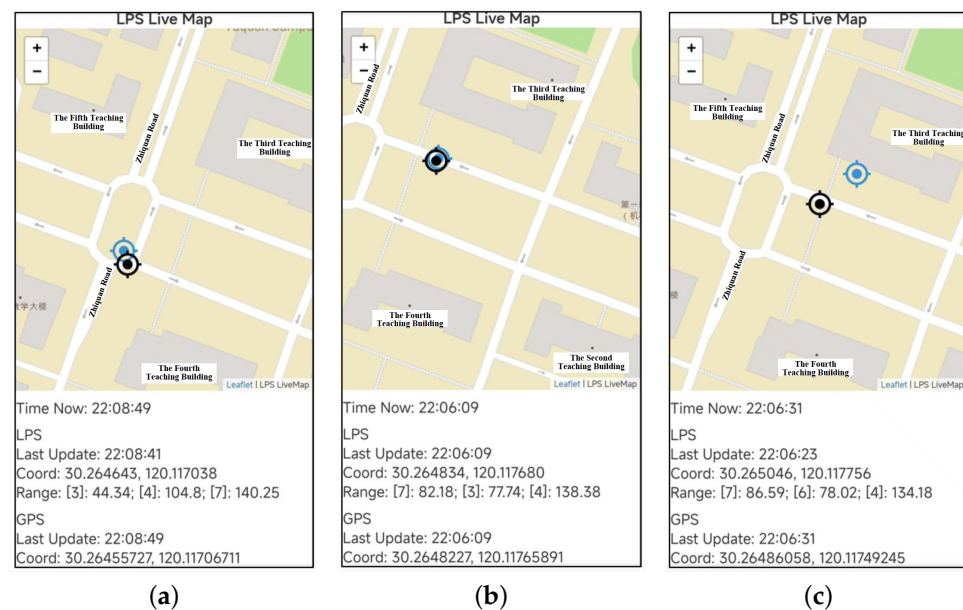 LPS Live Map
+
−
The Fifth Teaching
Building
Zhiquan Road
The Third Teaching
Building
Zhiquan Road
The Fourth
Teaching Building
Leaflet | LPS LiveMap
Time Now: 22:08:49
LPS
Last Update: 22:08:41
Coord: 30.264643, 120.117038
Range: [3]: 44.34; [4]: 104.8; [7]: 140.25
GPS
Last Update: 22:08:49
Coord: 30.26455727, 120.11706711
(a)
LPS Live Map
+
−
Zhiquan Road
The Third Teaching
Building
第一
(机
The Fourth
Teaching Building
The Second
Teaching Building
Leaflet | LPS LiveMap
Time Now: 22:06:09
LPS
Last Update: 22:06:09
Coord: 30.264834, 120.117680
Range: [7]: 82.18; [3]: 77.74; [4]: 138.38
GPS
Last Update: 22:06:09
Coord: 30.2648227, 120.11765891
(b)
LPS Live Map
+
−
The Fifth Teaching
Building
Zhiquan Road
The Third Teaching
Building
Zhiquan Road
The Fourth
Teaching Building
Leaflet | LPS LiveMap
Time Now: 22:06:31
LPS
Last Update: 22:06:23
Coord: 30.265046, 120.117756
Range: [7]: 86.59; [6]: 78.02; [4]: 134.18
GPS
Last Update: 22:06:31
Coord: 30.26486058, 120.11749245
(c)